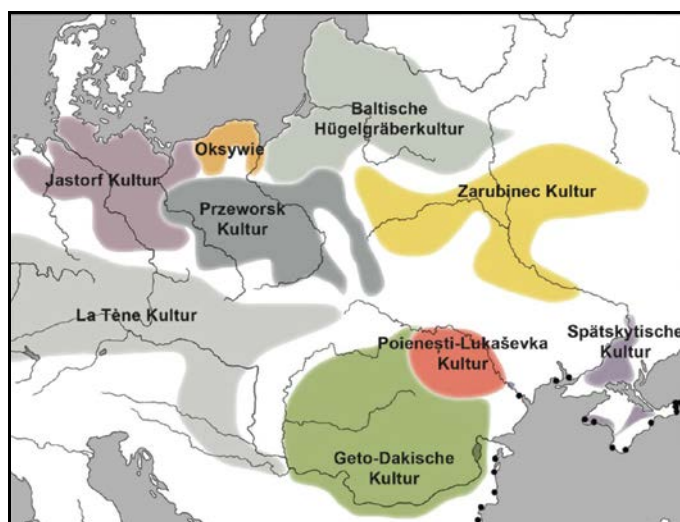 Baltische
Hügelgräberkultur
Oksywie
Jastorf Kultur
Zarubinec Kultur
Przeworsk
Kultur
La Tène Kultur
Poienești-Lukaševka
Kultur
Spätskytische
Kultur
Geto-Dakische
Kultur